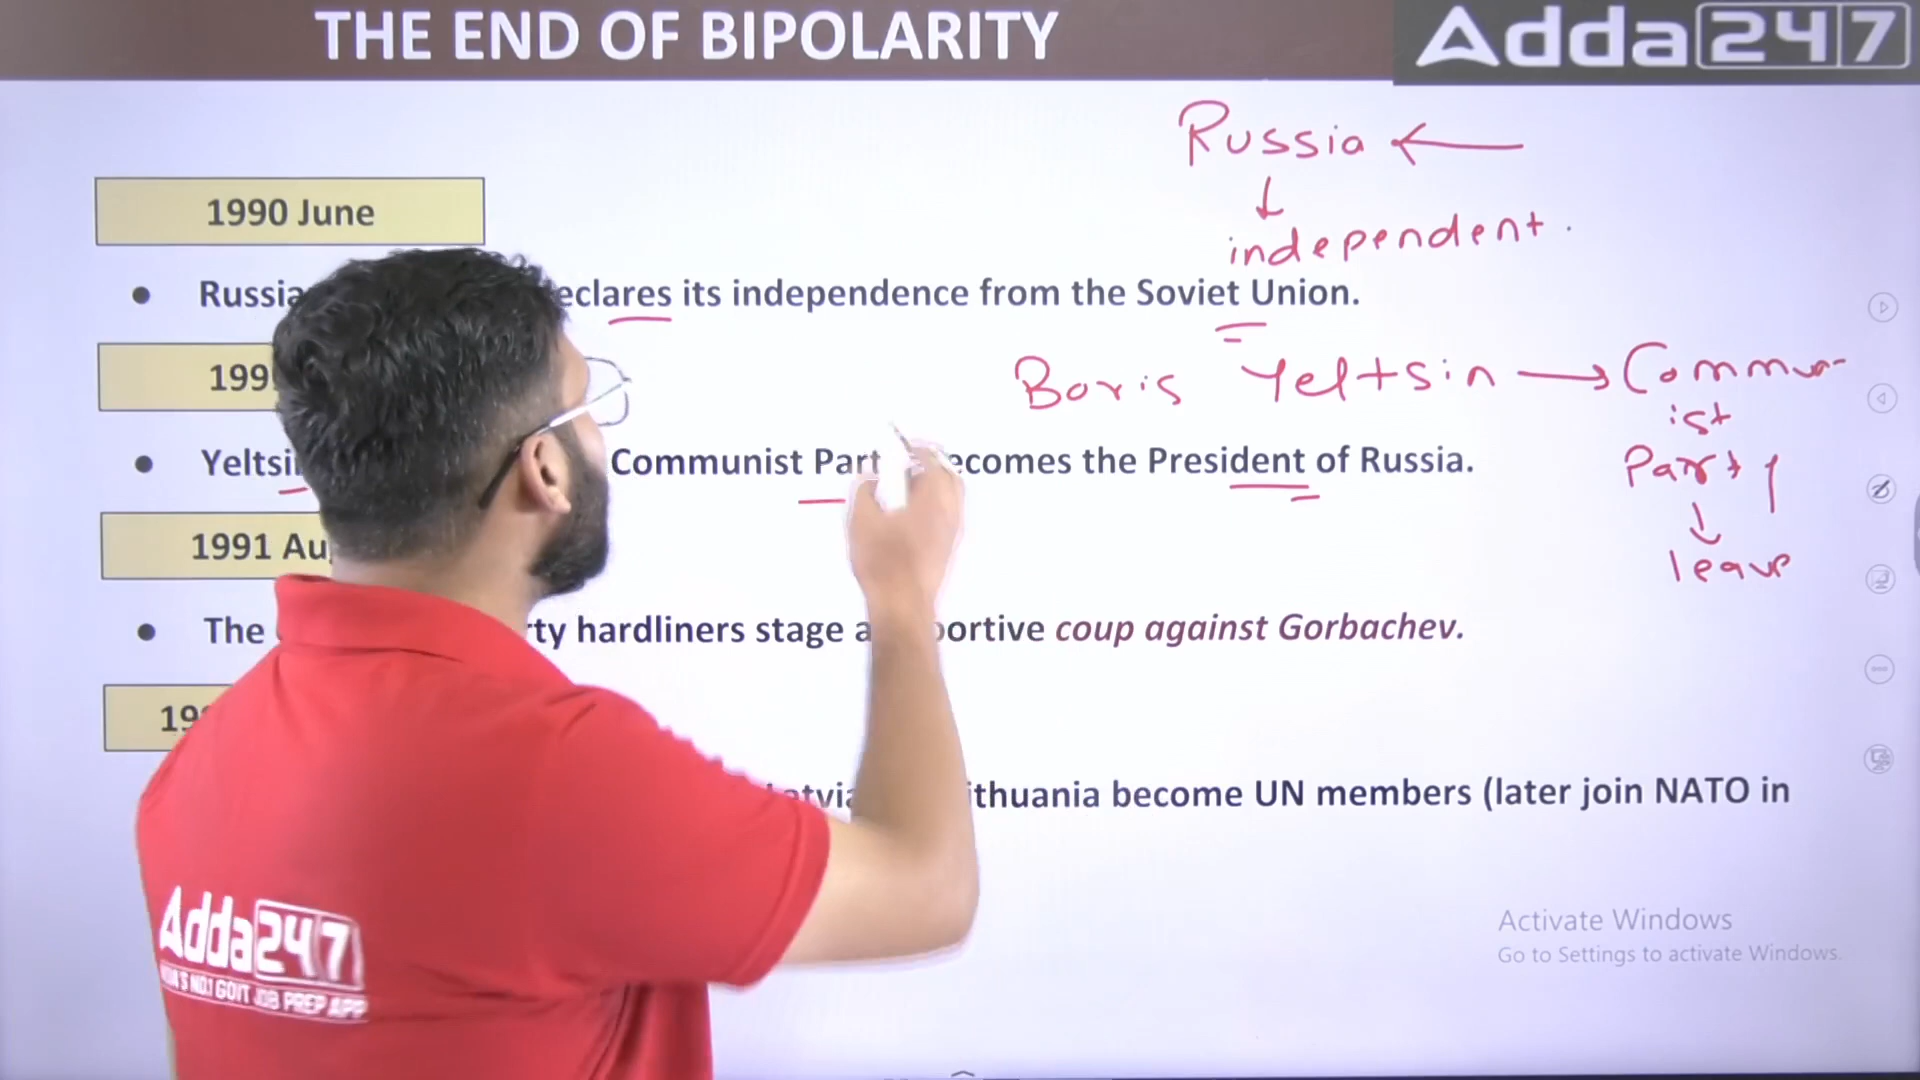 THE END OF BIPOLARITY
Adda247
Russia ←
↓
independent.
1990 June
• Russia eclares its independence from the Soviet Union.
199
Boris Yeltsin → Commun-
ist
Party
↓
leave
• Yeltsi Communist Part ecomes the President of Russia.
1991 Au
• The rty hardliners stage a ortive coup against Gorbachev.
19
atvia ithuania become UN members (later join NATO in
Activate Windows
Go to Settings to activate Windows.
Adda247